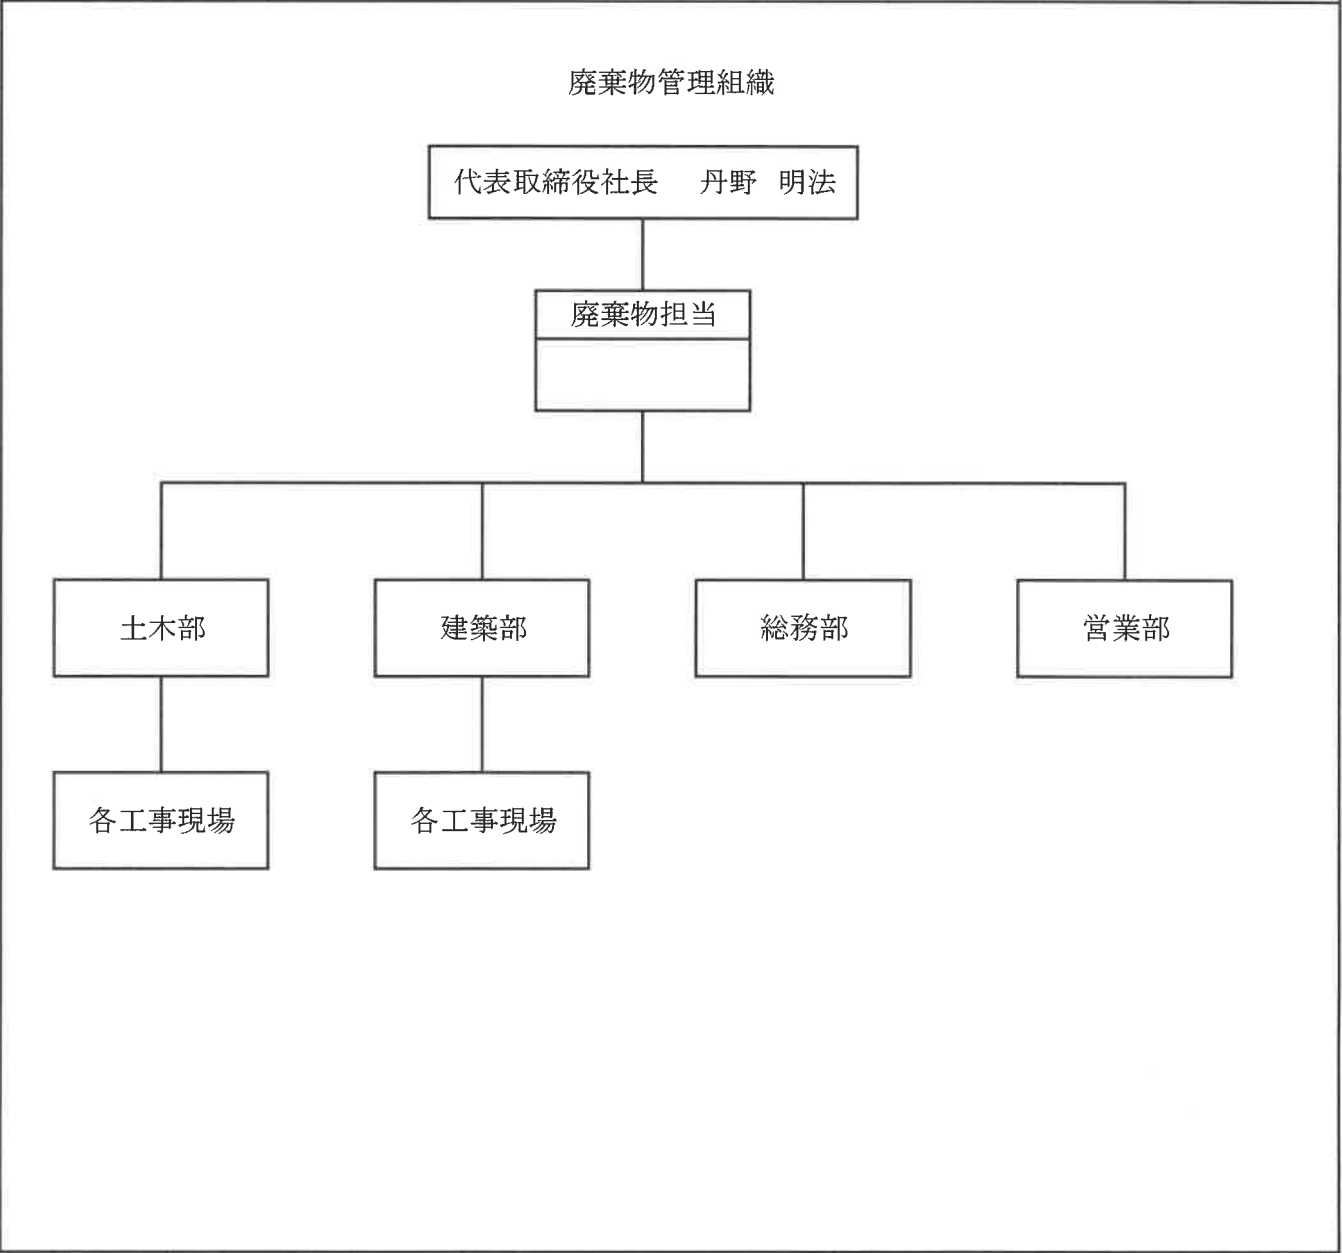 廃棄物管理組織
代表取締役社長　丹野 明法
廃棄物担当
土木部
建築部
総務部
営業部
各工事現場
各工事現場